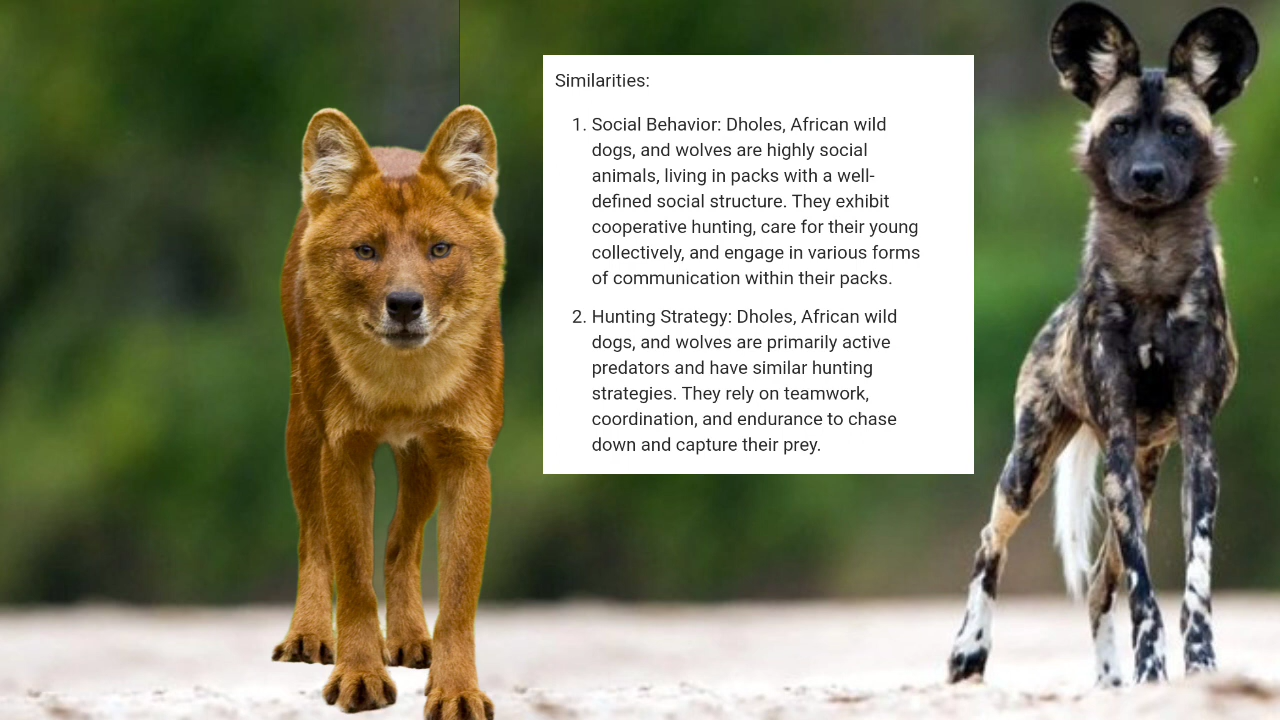 Similarities:
1. Social Behavior: Dholes, African wild
dogs, and wolves are highly social
animals, living in packs with a well-
defined social structure. They exhibit
cooperative hunting, care for their young
collectively, and engage in various forms
of communication within their packs.
2. Hunting Strategy: Dholes, African wild
dogs, and wolves are primarily active
predators and have similar hunting
strategies. They rely on teamwork,
coordination, and endurance to chase
down and capture their prey.